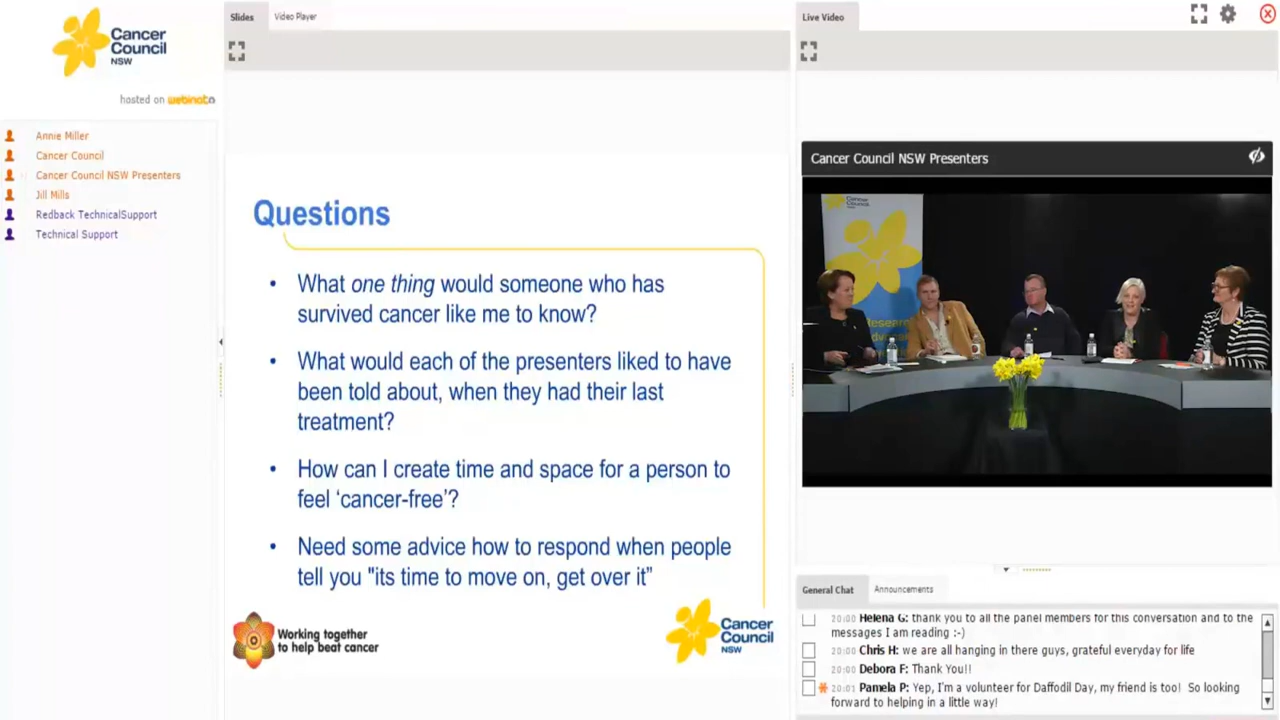 Cancer
Council
NSW
hosted on webinato
Annie Miller
Cancer Council
Cancer Council NSW Presenters
Jill Mills
Redback TechnicalSupport
Technical Support
Slides
Video Player
Questions
• What one thing would someone who has
survived cancer like me to know?
• What would each of the presenters liked to have
been told about, when they had their last
treatment?
• How can I create time and space for a person to
feel ‘cancer-free’?
• Need some advice how to respond when people
tell you "its time to move on, get over it”
Working together
to help beat cancer
Cancer
Council
NSW
Live Video
Cancer Council NSW Presenters
Cancer
Council
Research
General Chat
Announcements
20:00 Helena G: thank you to all the panel members for this conversation and to the
messages I am reading :-)
20:00 Chris H: we are all hanging in there guys, grateful everyday for life
20:00 Debora F: Thank You!!
20:01 Pamela P: Yep, I'm a volunteer for Daffodil Day, my friend is too! So looking
forward to helping in a little way!